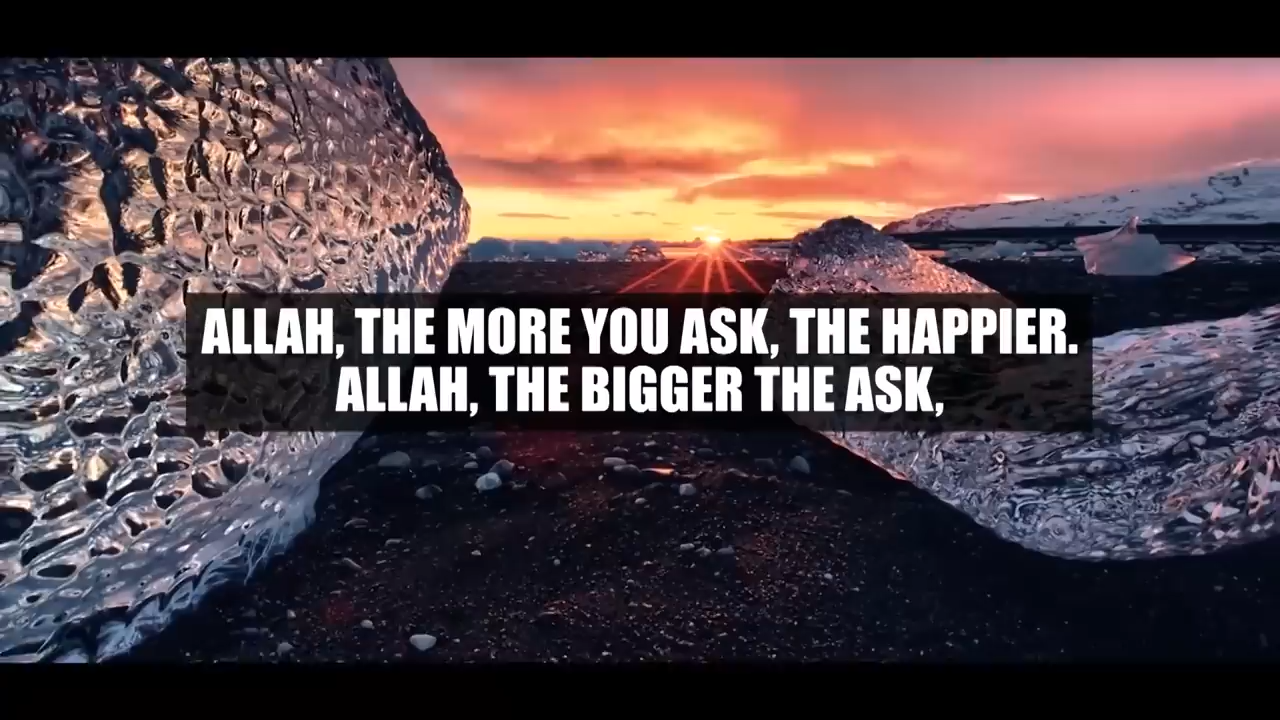 ALLAH, THE MORE YOU ASK, THE HAPPIER.
ALLAH, THE BIGGER THE ASK,